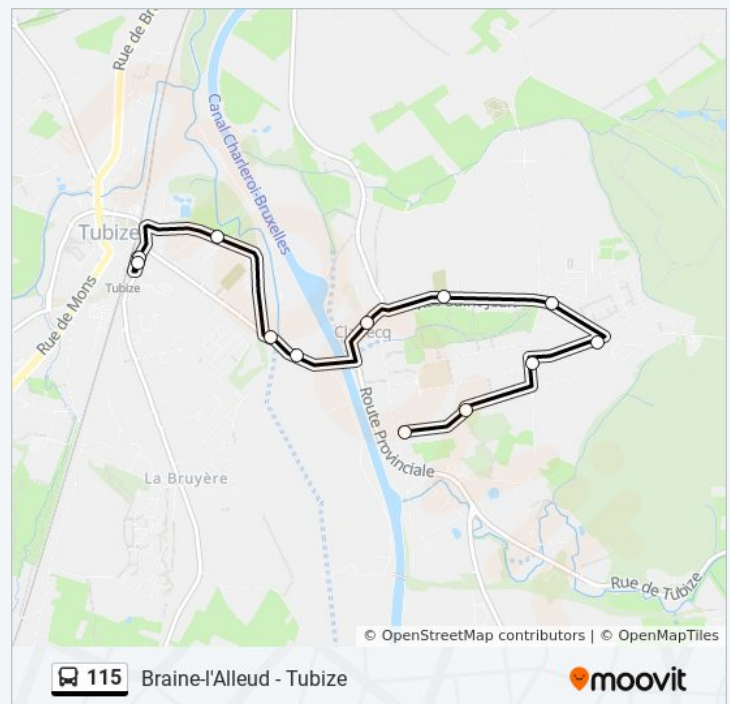 Rue de Br
Canal Charleroi-Bruxelles
Tubize
Tubize
Rue de Mons
Route Provinciale
La Bruyère
Rue de Tubize
© OpenStreetMap contributors | © OpenMapTiles
115 Braine-l'Alleud - Tubize
moovit